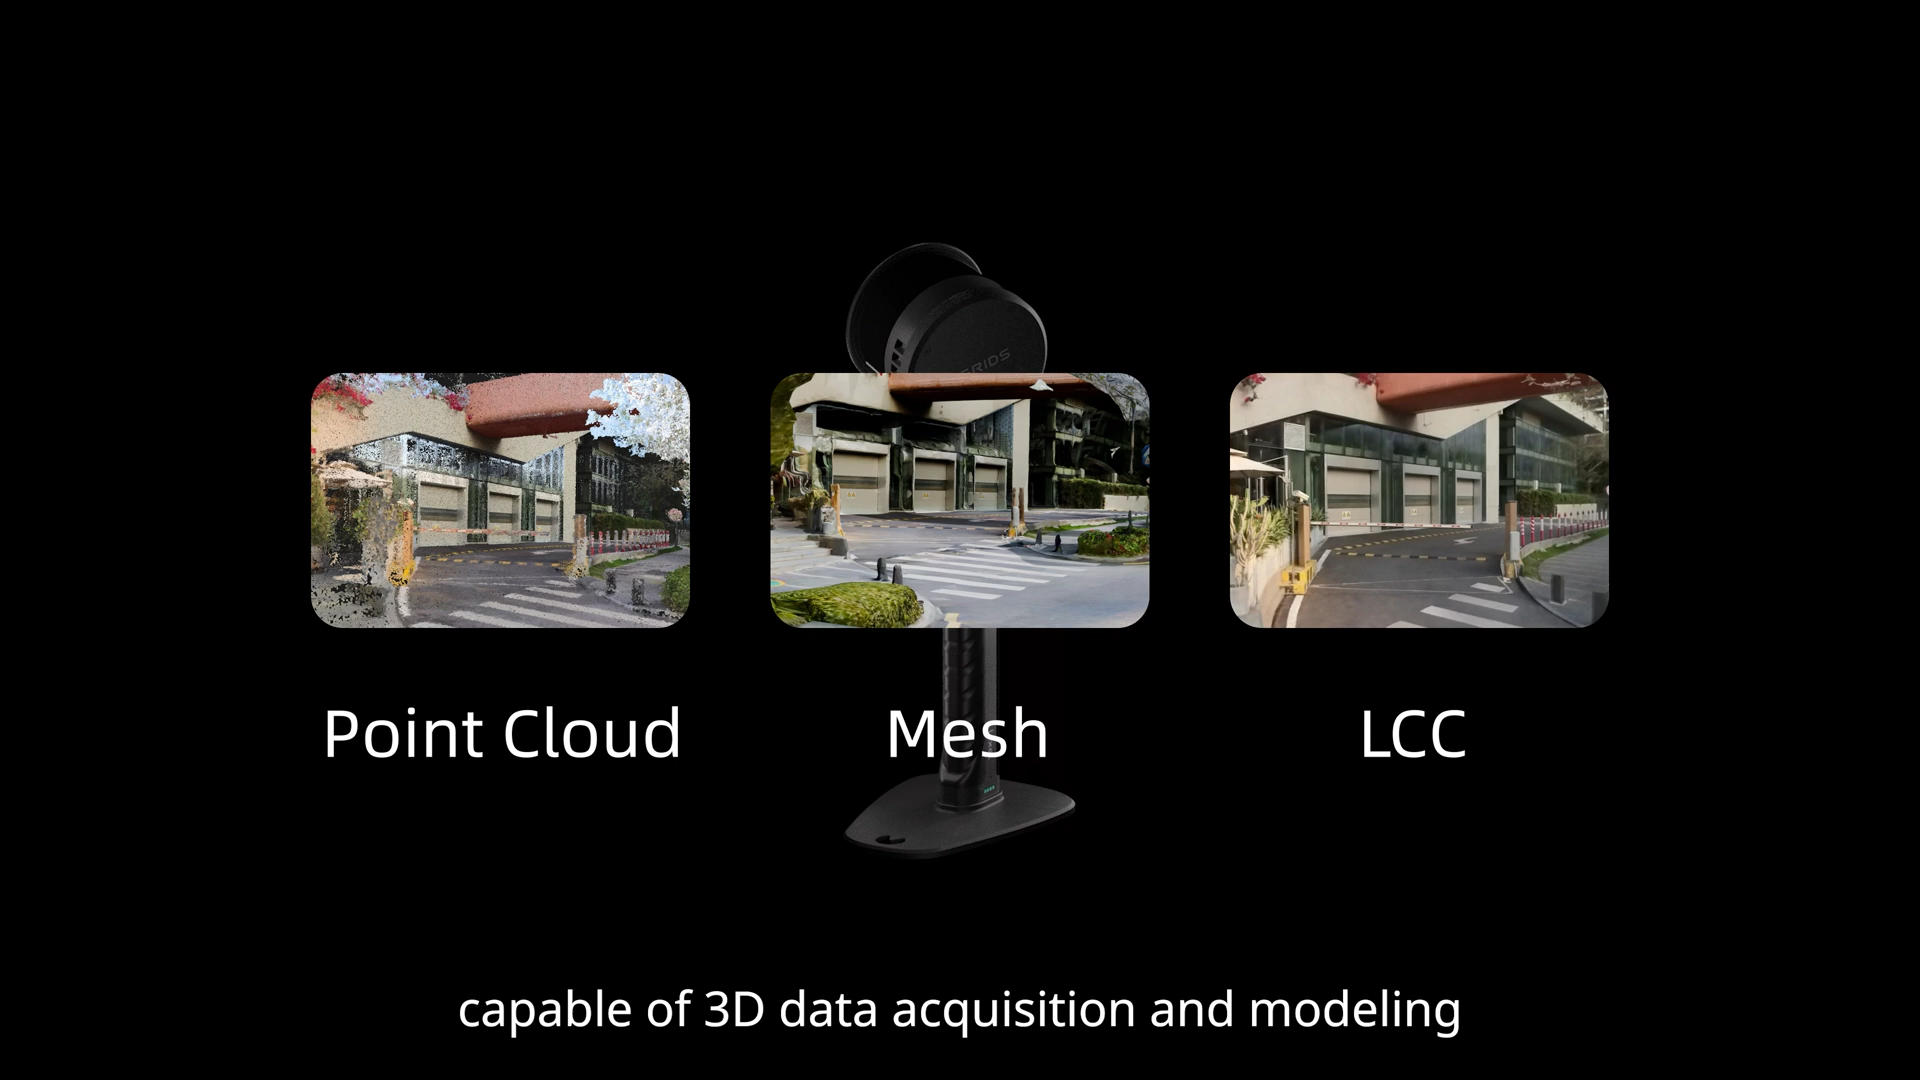 Point Cloud
Mesh
LCC
capable of 3D data acquisition and modeling